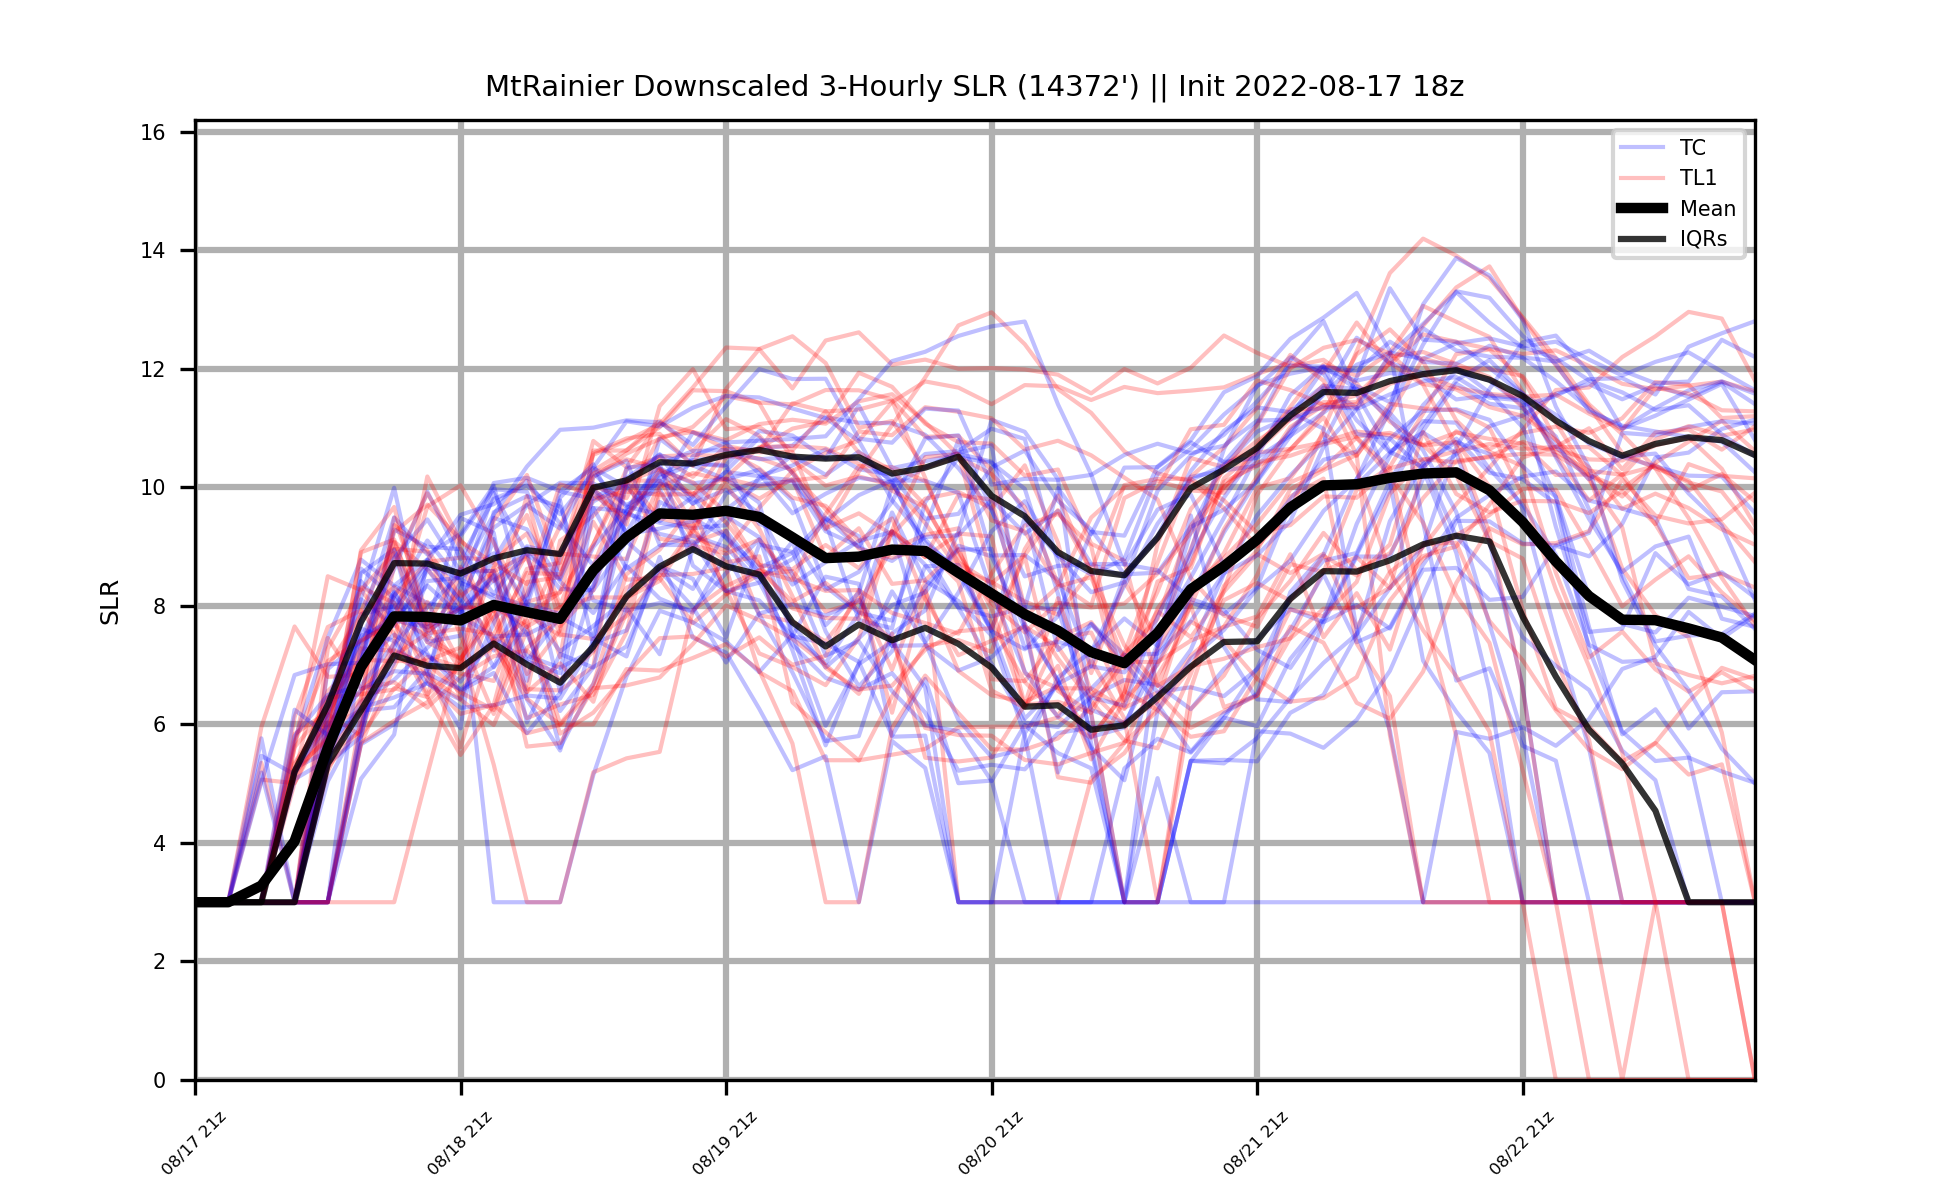 MtRainier Downscaled 3-Hourly SLR (14372') || Init 2022-08-17 18z
16
14
12
10
8
6
4
2
0
SLR
TC
TL1
Mean
IQRs
08/17 21z
08/18 21z
08/19 21z
08/20 21z
08/21 21z
08/22 21z